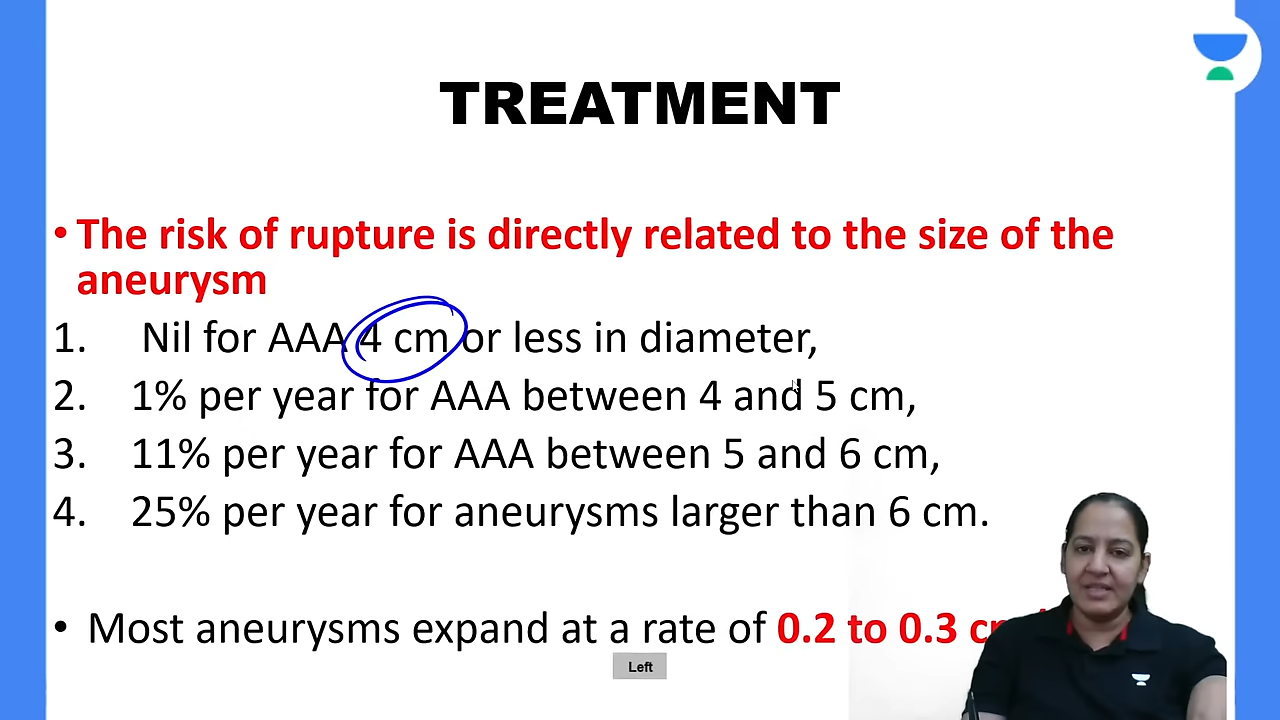 TREATMENT
• The risk of rupture is directly related to the size of the
aneurysm
1. Nil for AAA 4 cm or less in diameter,
2. 1% per year for AAA between 4 and 5 cm,
3. 11% per year for AAA between 5 and 6 cm,
4. 25% per year for aneurysms larger than 6 cm.
• Most aneurysms expand at a rate of 0.2 to 0.3
Left